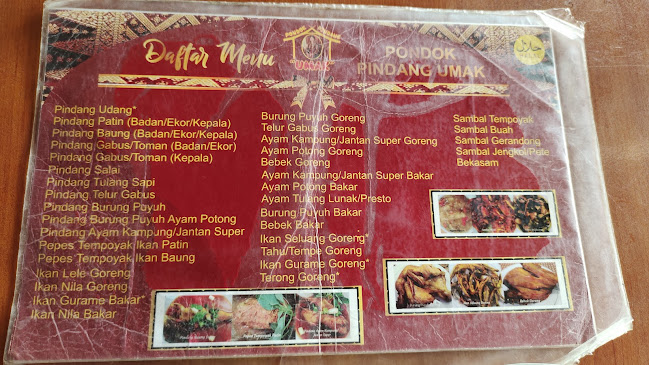 Daftar Menu
UMAK
PONDOK
PINDANG UMAK
حلال
Pindang Udang*
Pindang Patin (Badan/Ekor/Kepala)
Pindang Baung (Badan/Ekor/Kepala)
Pindang Gabus/Toman (Badan/Ekor)
Pindang Gabus/Toman (Kepala)
Pindang Salai
Pindang Tulang Sapi
Pindang Telur Gabus
Pindang Burung Puyuh
Pindang Burung Puyuh Ayam Potong
Pindang Ayam Kampung/Jantan Super
Pepes Tempoyak Ikan Patin
Pepes Tempoyak Ikan Baung
Ikan Lele Goreng
Ikan Nila Goreng
Ikan Gurame Bakar*
Ikan Nila Bakar
Burung Puyuh Goreng
Telur Gabus Goreng
Ayam Kampung/Jantan Super Goreng
Ayam Potong Goreng
Bebek Goreng
Ayam Kampung/Jantan Super Bakar
Ayam Potong Bakar
Ayam Tulang Lunak/Presto
Burung Puyuh Bakar
Bebek Bakar
Ikan Seluang Goreng*
Tahu/Tempe Goreng
Ikan Gurame Goreng*
Terong Goreng*
Sambal Tempoyak
Sambal Buah
Sambal Gerandong
Sambal Jengkol/Pete
Bekasam